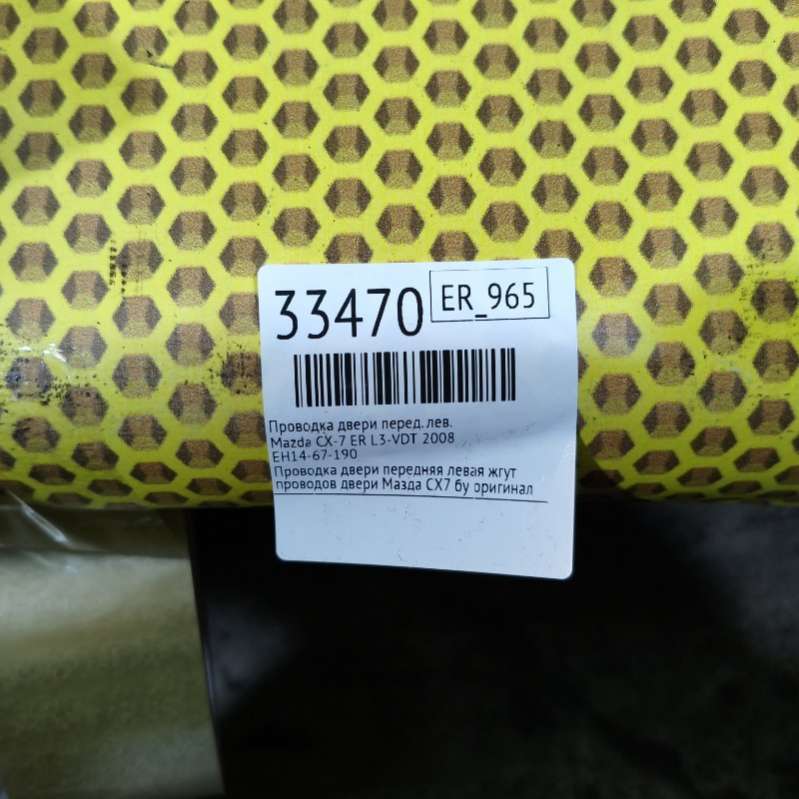 33470
ER_965
Проводка двери перед. лев.
Mazda CX-7 ER L3-VDT 2008
EH14-67-190
Проводка двери передняя левая жгут
проводов двери Мазда СХ7 бу оригинал